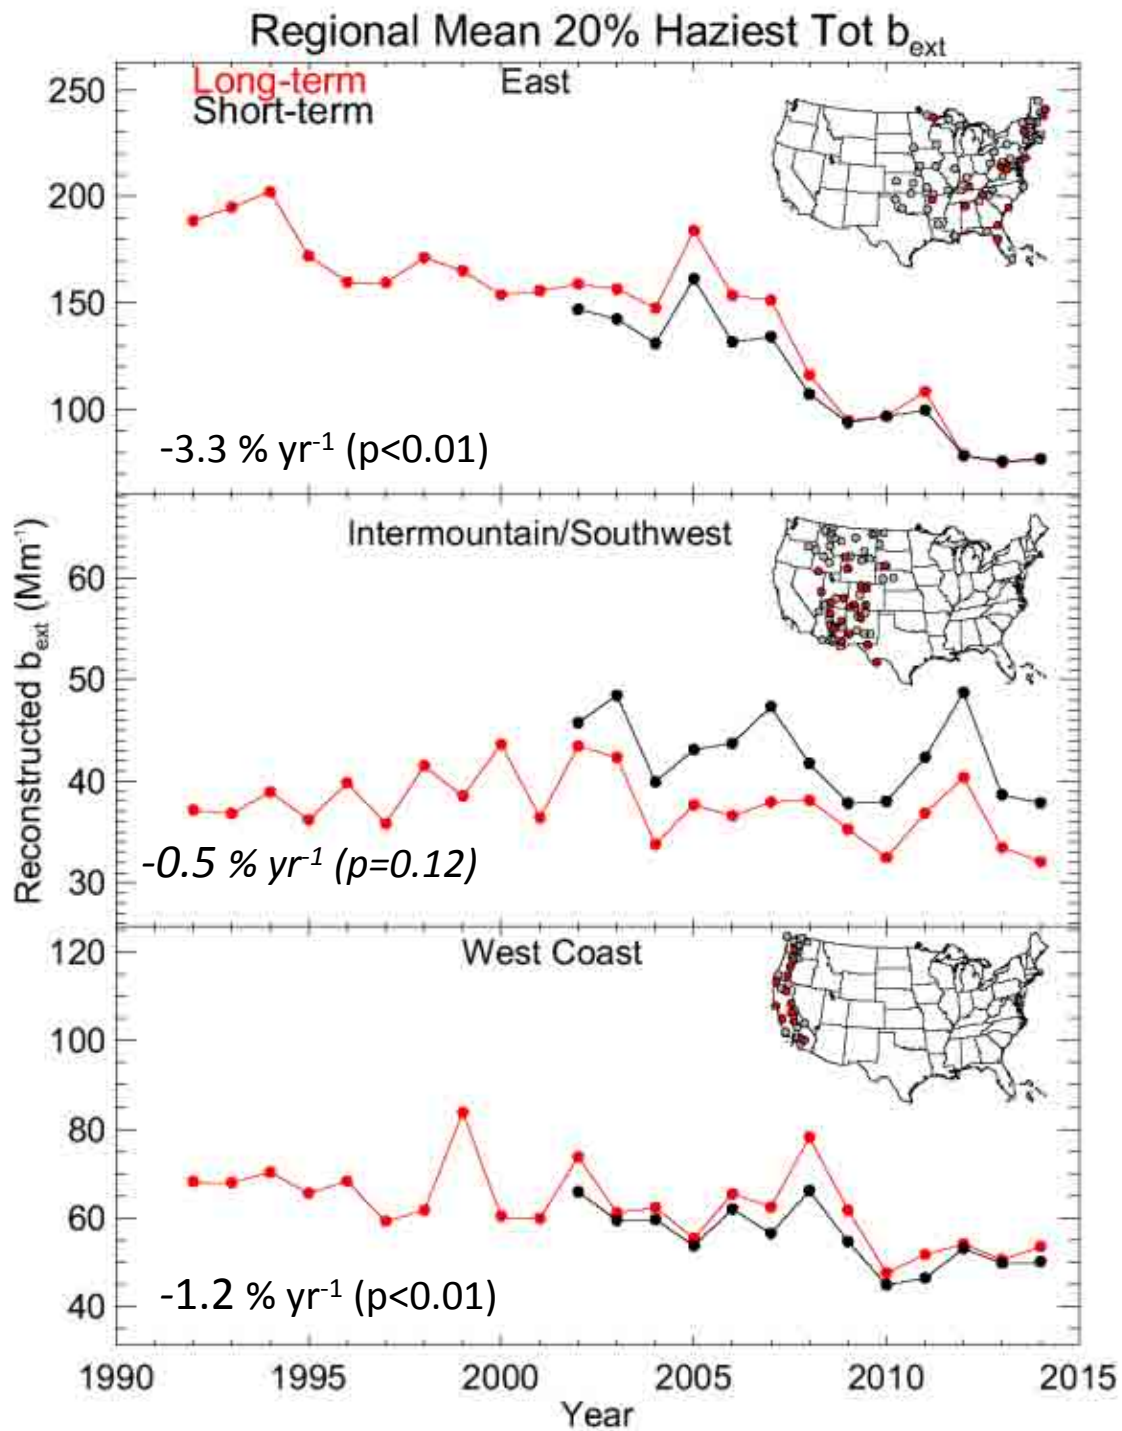 Regional Mean 20% Haziest Tot b_ext
Long-term
Short-term
East
250
200
150
100
-3.3 % yr⁻¹ (p<0.01)
Reconstructed b_ext (Mm⁻¹)
Intermountain/Southwest
60
50
40
30
-0.5 % yr⁻¹ (p=0.12)
West Coast
120
100
80
60
40
-1.2 % yr⁻¹ (p<0.01)
1990 1995 2000 2005 2010 2015
Year